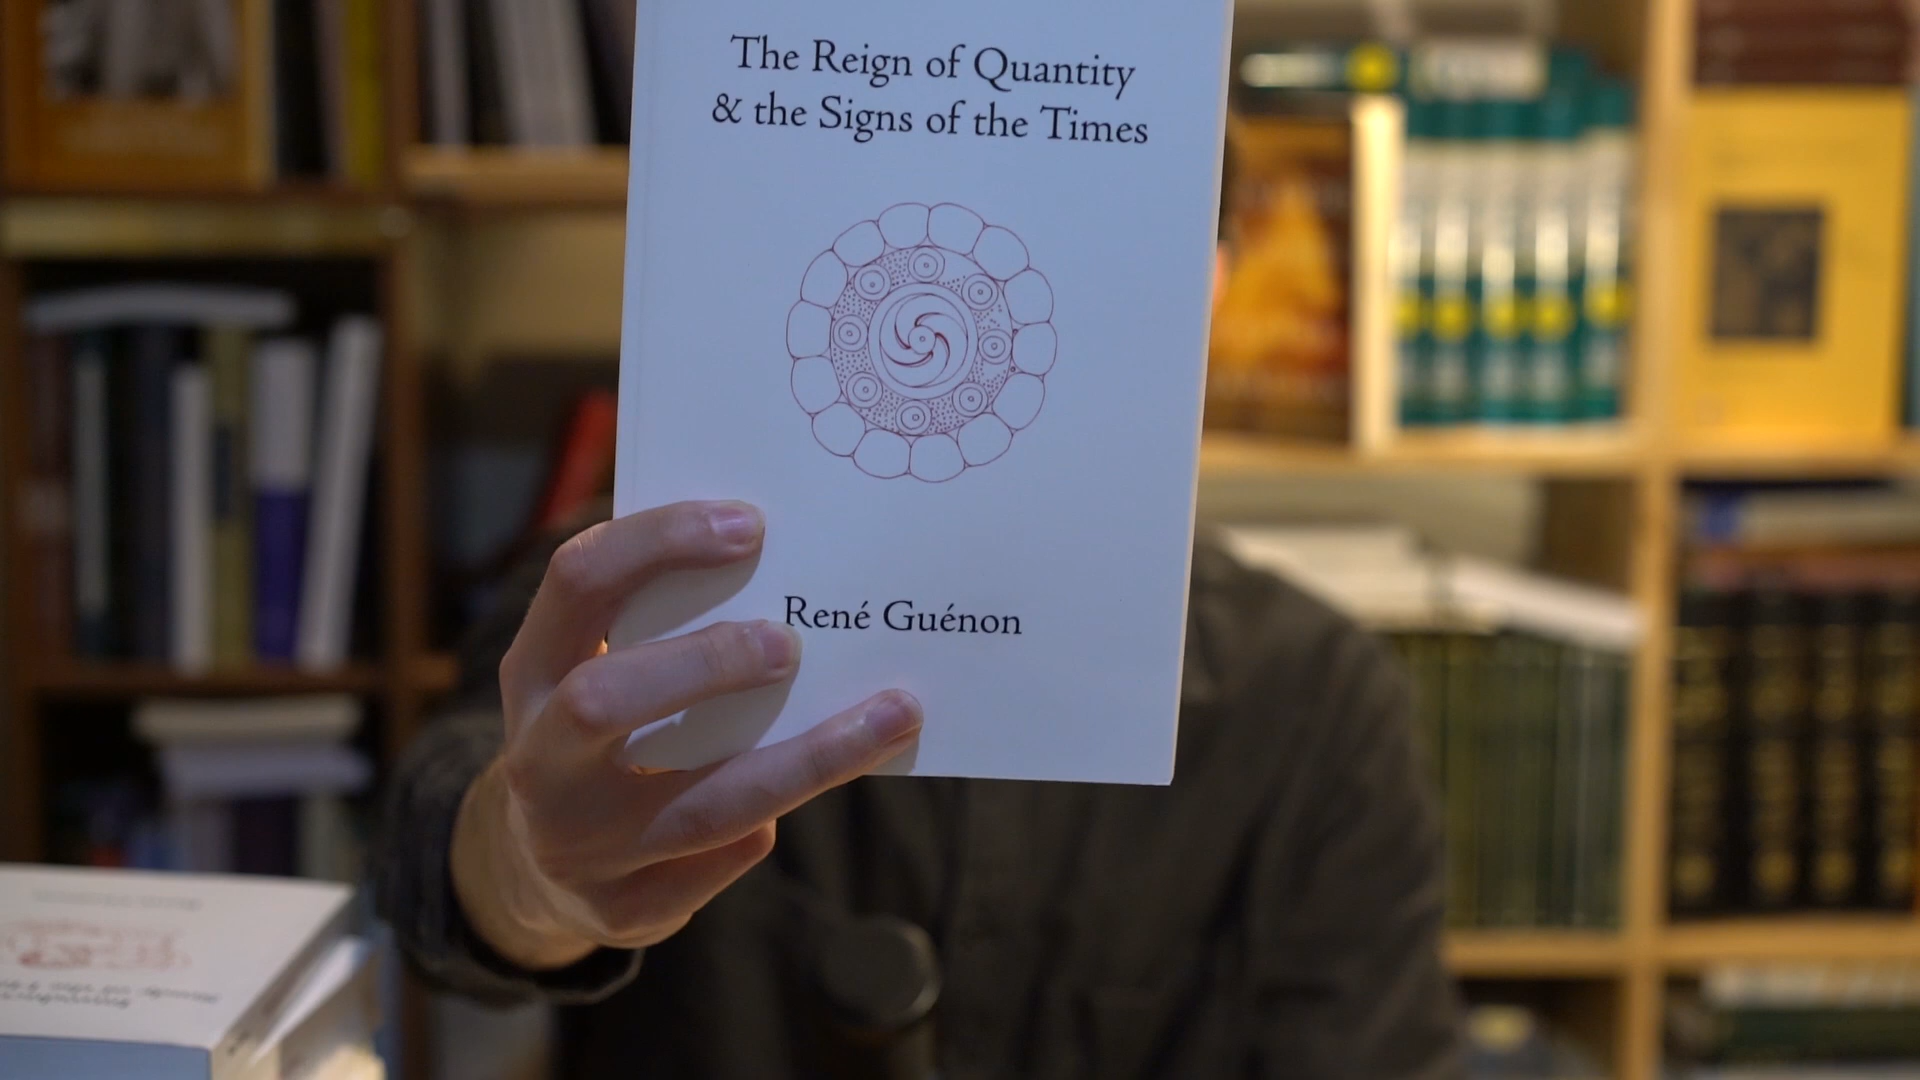 The Reign of Quantity
& the Signs of the Times
René Guénon